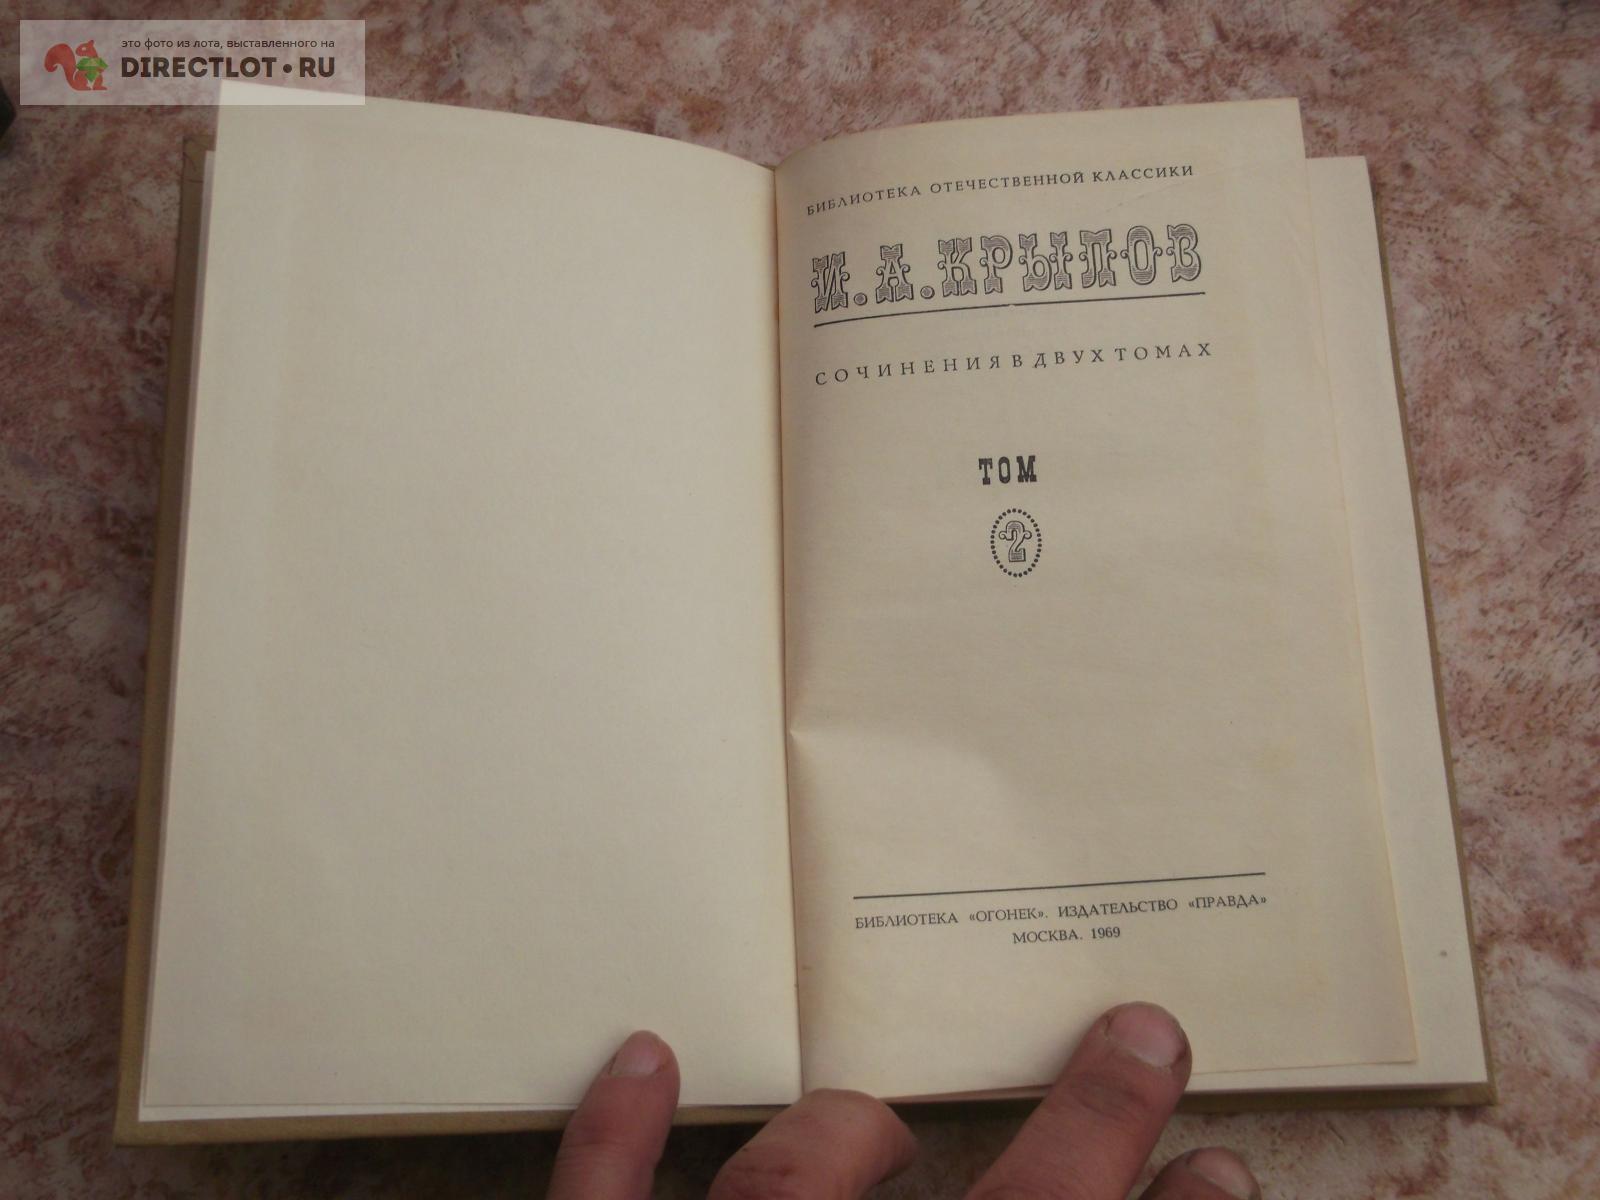 это фото из лота, выставленного на
DIRECTLOT•RU
БИБЛИОТЕКА ОТЕЧЕСТВЕННОЙ КЛАССИКИ
И.А.КРЫЛОВ
СОЧИНЕНИЯ В ДВУХ ТОМАХ
ТОМ
2
БИБЛИОТЕКА «ОГОНЕК». ИЗДАТЕЛЬСТВО «ПРАВДА»
МОСКВА. 1969